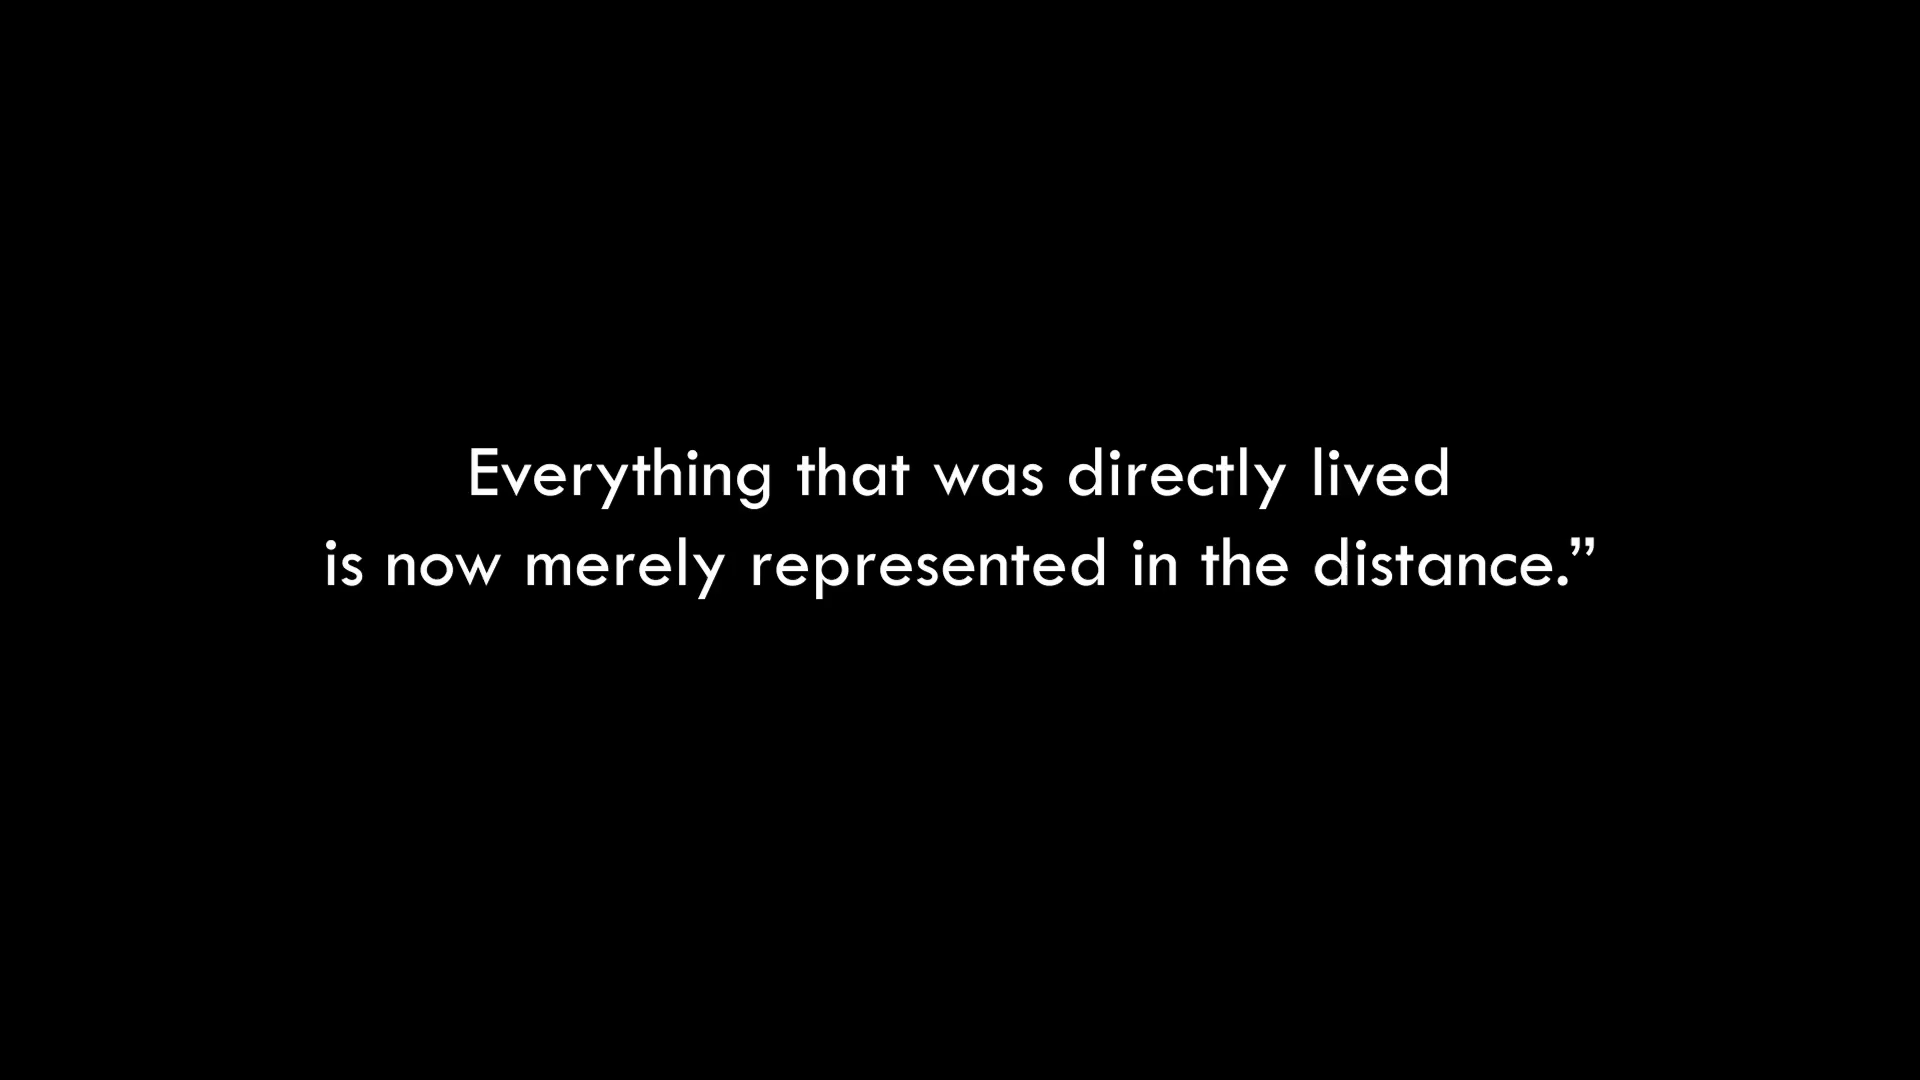 Everything that was directly lived
is now merely represented in the distance.”